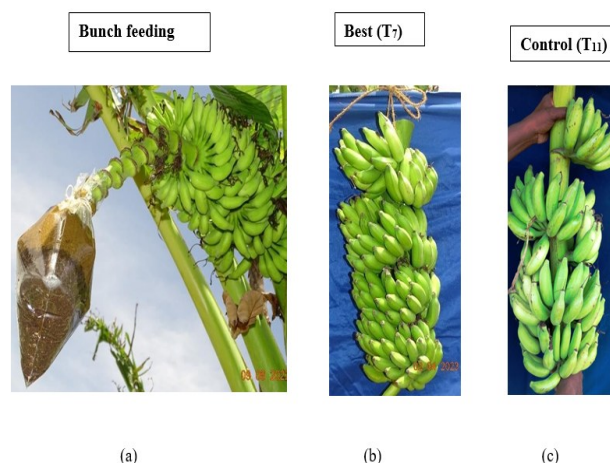 Bunch feeding
Best (T₇)
Control (T₁₁)
(a)
(b)
(c)